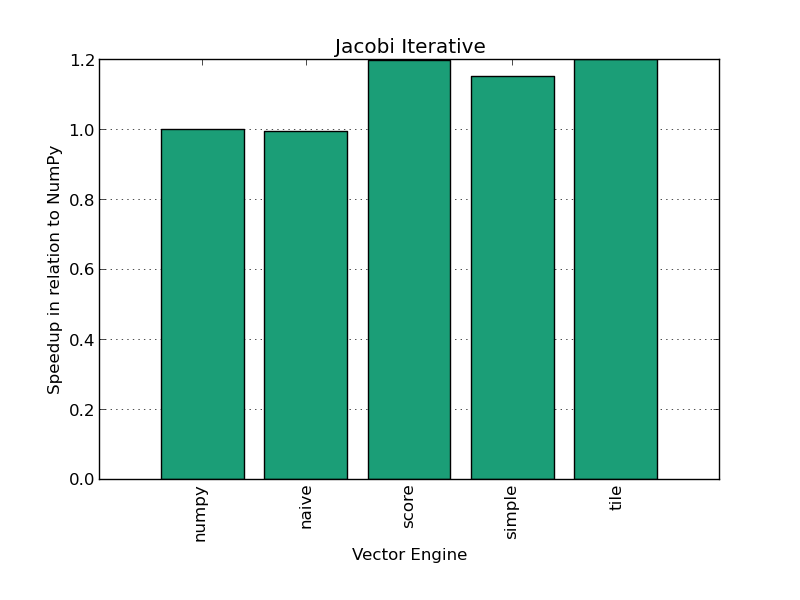 Jacobi Iterative
Speedup in relation to NumPy
1.2
1.0
0.8
0.6
0.4
0.2
0.0
numpy
naive
score
simple
tile
Vector Engine